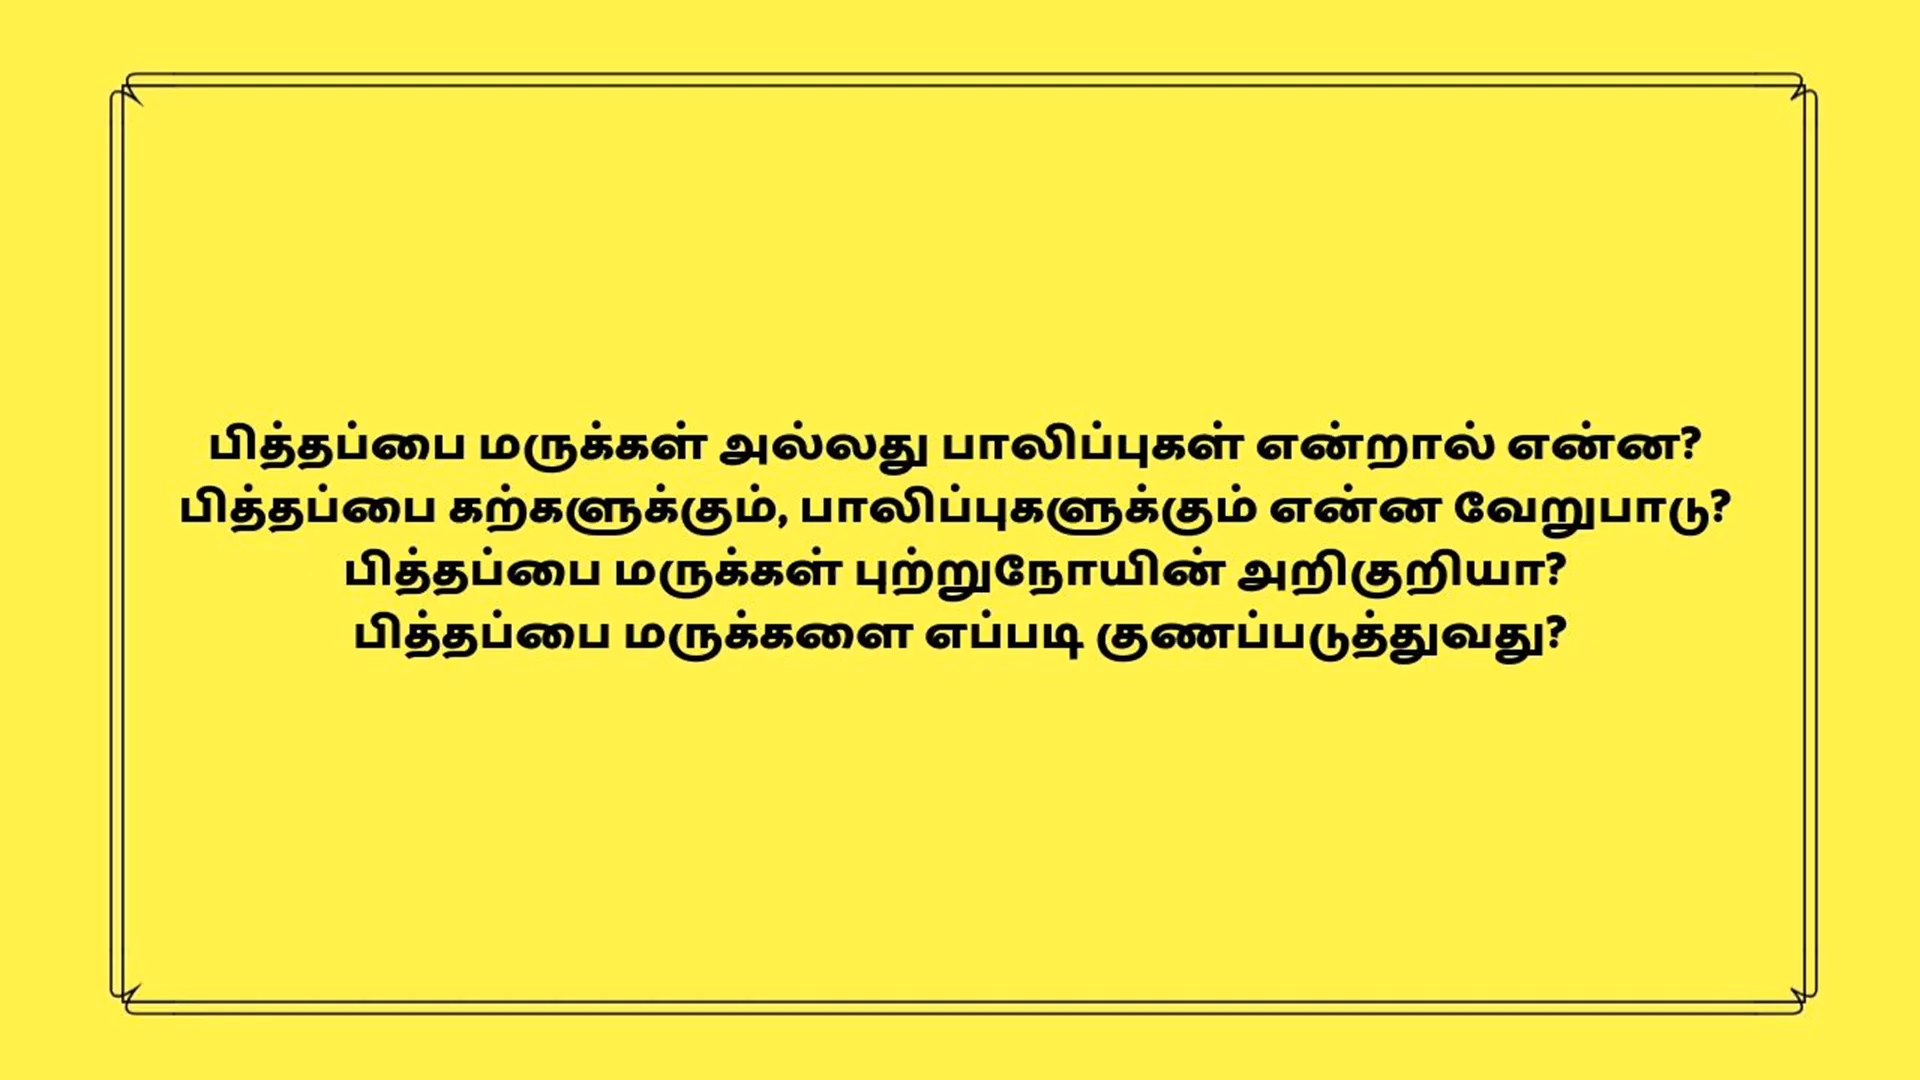 பித்தப்பை மருக்கள் அல்லது பாலிப்புகள் என்றால் என்ன?
பித்தப்பை கற்களுக்கும், பாலிப்புகளுக்கும் என்ன வேறுபாடு?
பித்தப்பை மருக்கள் புற்றுநோயின் அறிகுறியா?
பித்தப்பை மருக்களை எப்படி குணப்படுத்துவது?